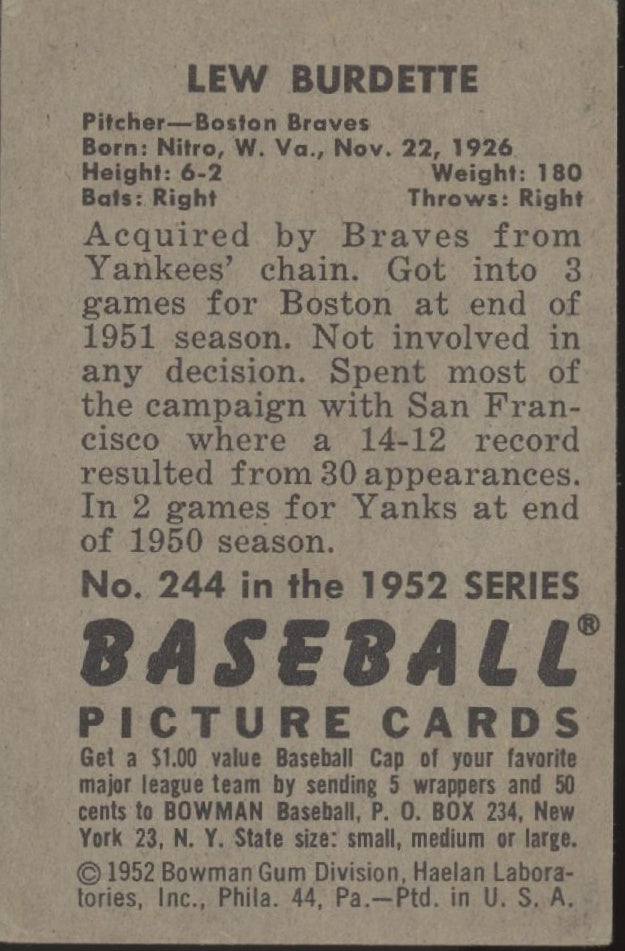 LEW BURDETTE
Pitcher—Boston Braves
Born: Nitro, W. Va., Nov. 22, 1926
Height: 6-2 Weight: 180
Bats: Right Throws: Right
Acquired by Braves from
Yankees' chain. Got into 3
games for Boston at end of
1951 season. Not involved in
any decision. Spent most of
the campaign with San Fran-
cisco where a 14-12 record
resulted from 30 appearances.
In 2 games for Yanks at end
of 1950 season.
No. 244 in the 1952 SERIES
BASEBALL®
PICTURE CARDS
Get a $1.00 value Baseball Cap of your favorite
major league team by sending 5 wrappers and 50
cents to BOWMAN Baseball, P. O. BOX 234, New
York 23, N. Y. State size: small, medium or large.
© 1952 Bowman Gum Division, Haelan Labora-
tories, Inc., Phila. 44, Pa.—Ptd. in U. S. A.